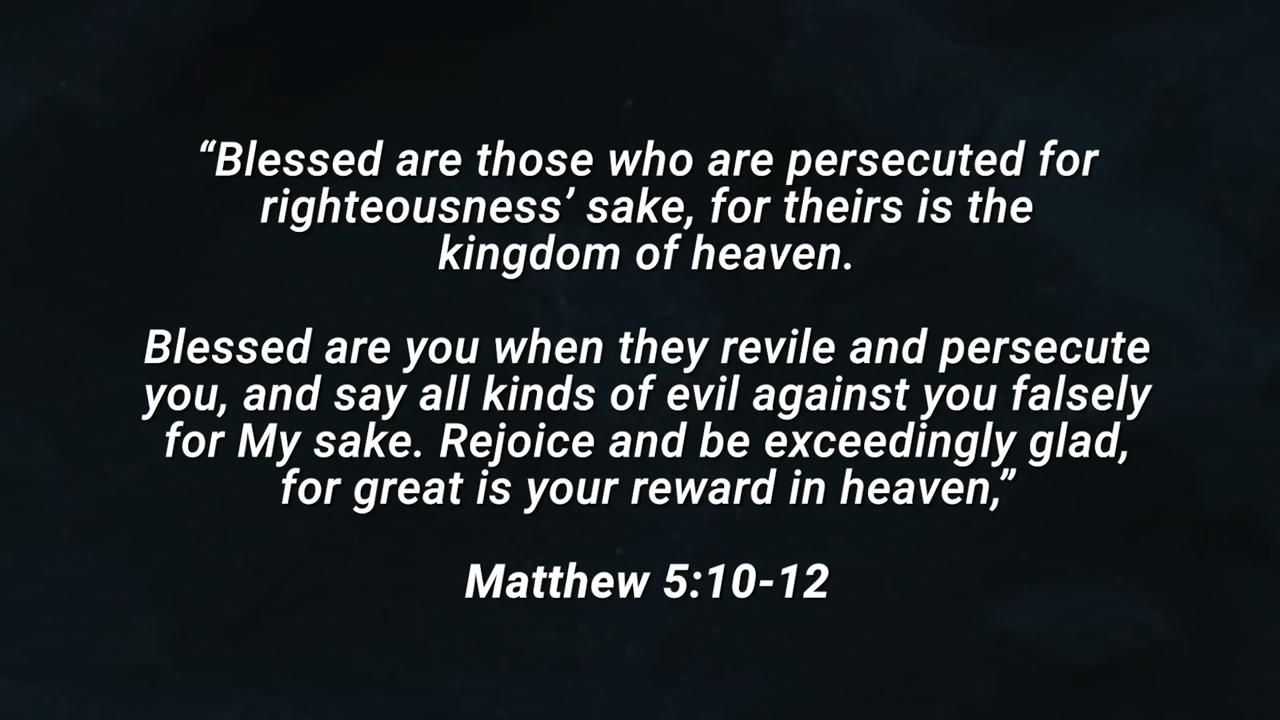 “Blessed are those who are persecuted for
righteousness’ sake, for theirs is the
kingdom of heaven.
Blessed are you when they revile and persecute
you, and say all kinds of evil against you falsely
for My sake. Rejoice and be exceedingly glad,
for great is your reward in heaven,”
Matthew 5:10-12